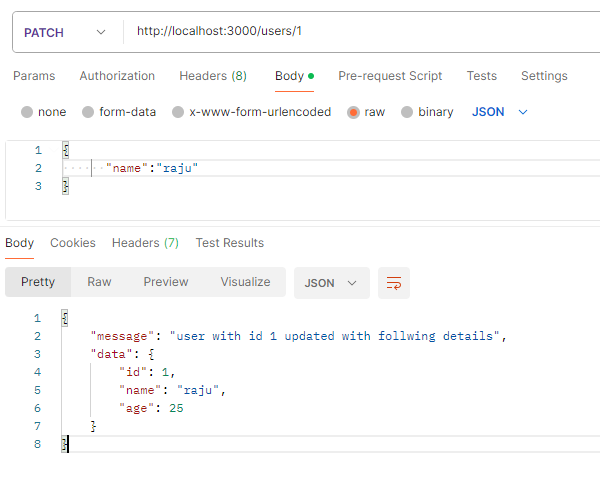 PATCH http://localhost:3000/users/1
Params Authorization Headers (8) Body Pre-request Script Tests Settings
none form-data x-www-form-urlencoded raw binary JSON
1 {
2 "name":"raju"
3 }
Body Cookies Headers (7) Test Results
Pretty Raw Preview Visualize JSON
1 {
2 "message": "user with id 1 updated with follwing details",
3 "data": {
4 "id": 1,
5 "name": "raju",
6 "age": 25
7 }
8 }